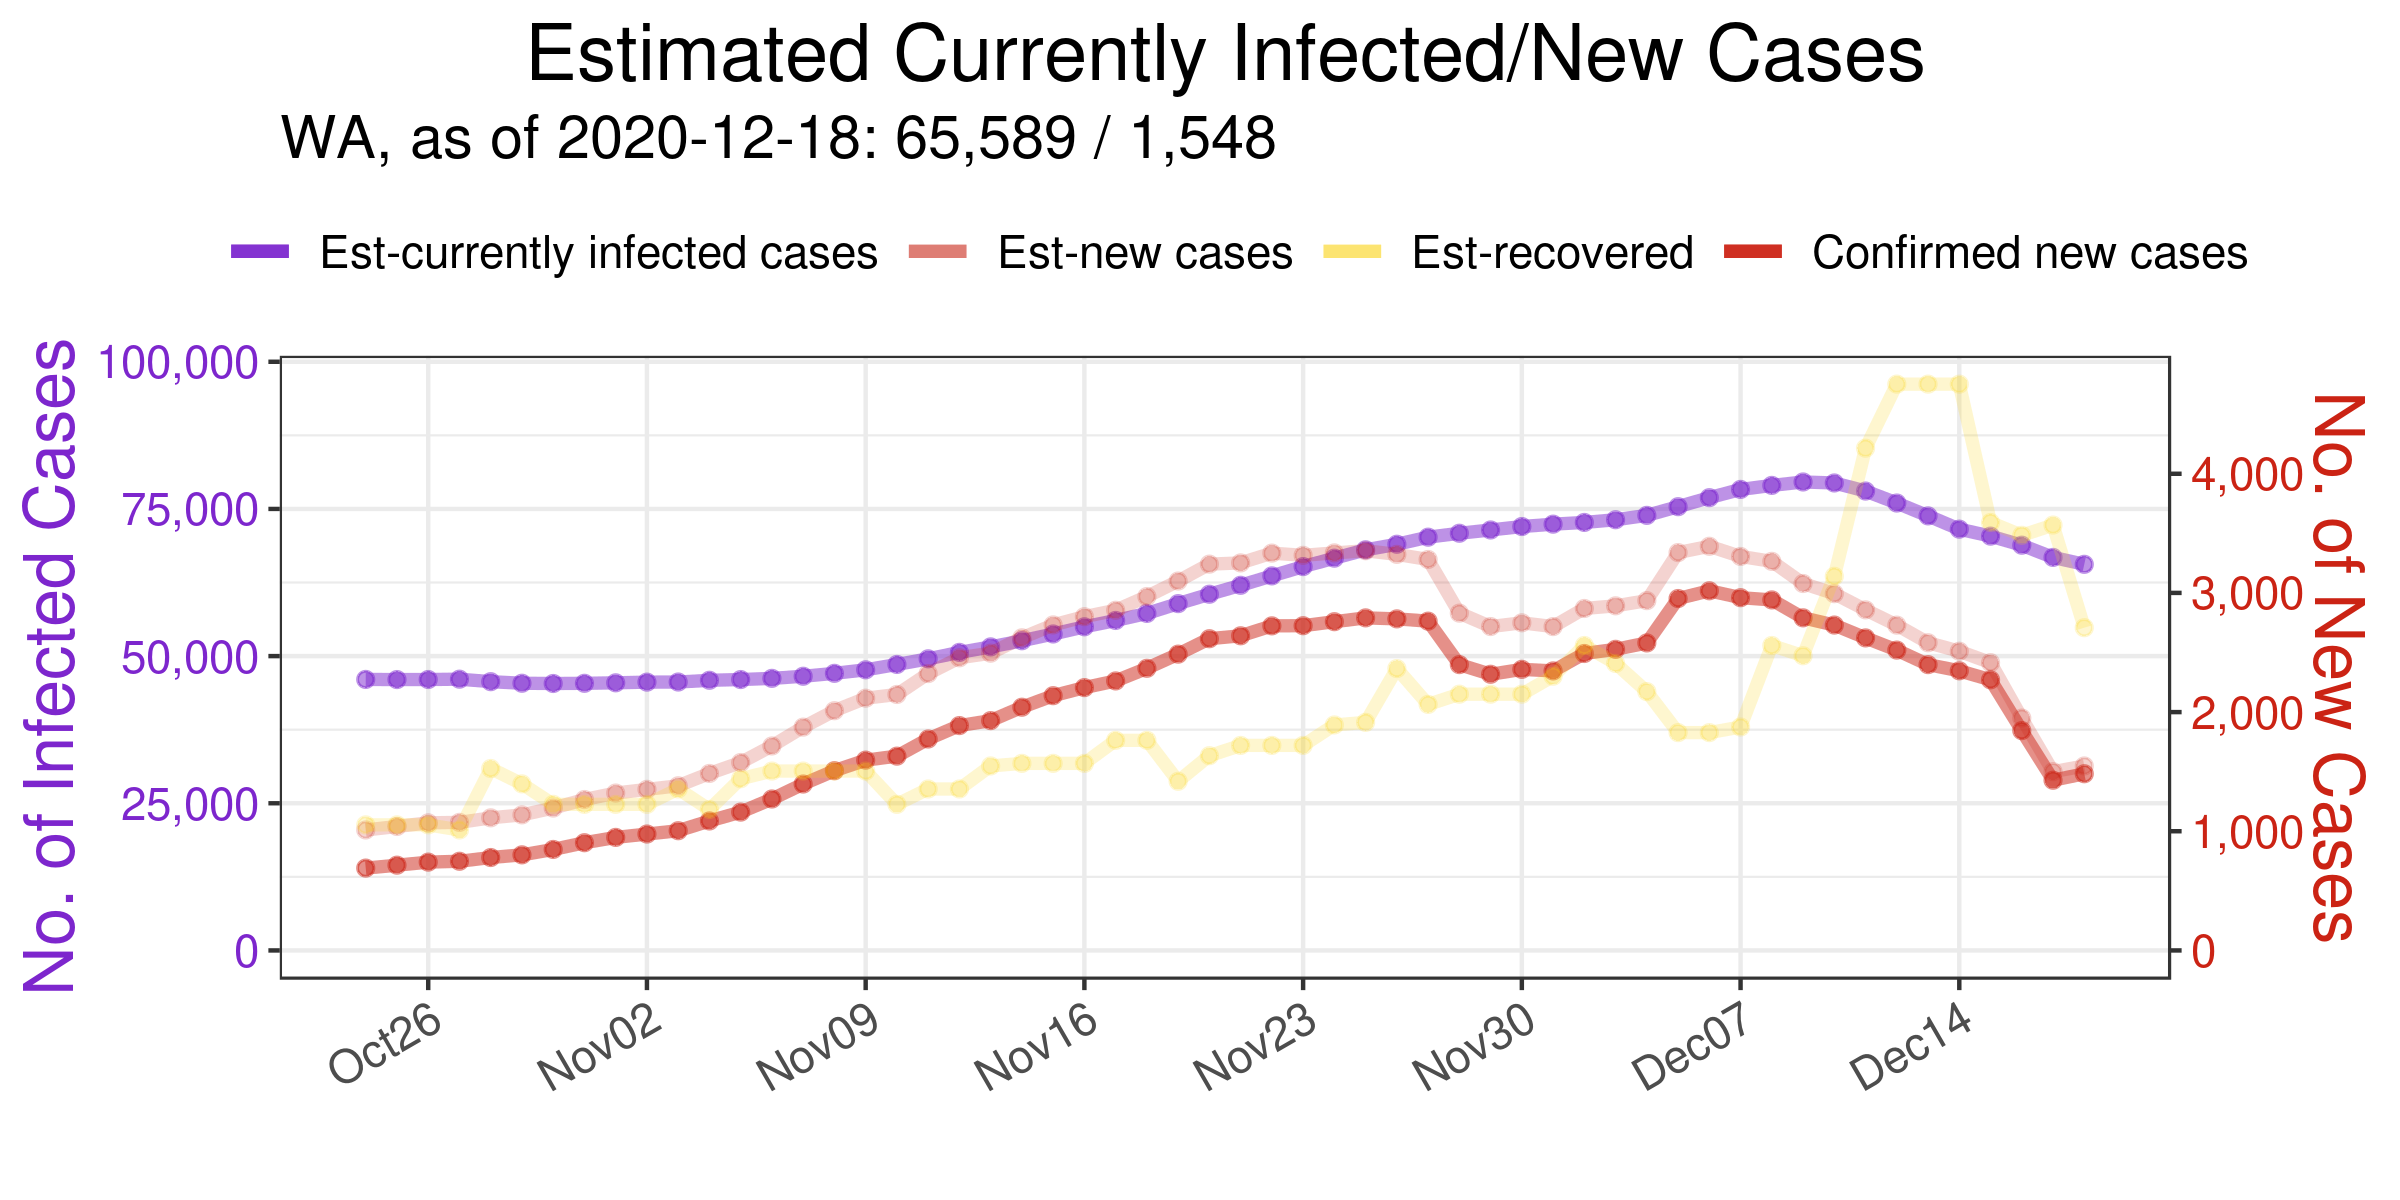 Estimated Currently Infected/New Cases
WA, as of 2020-12-18: 65,589 / 1,548
Est-currently infected cases Est-new cases Est-recovered Confirmed new cases
No. of Infected Cases
100,000
75,000
50,000
25,000
0
4,000
3,000
2,000
1,000
0
No. of New Cases
Oct26 Nov02 Nov09 Nov16 Nov23 Nov30 Dec07 Dec14